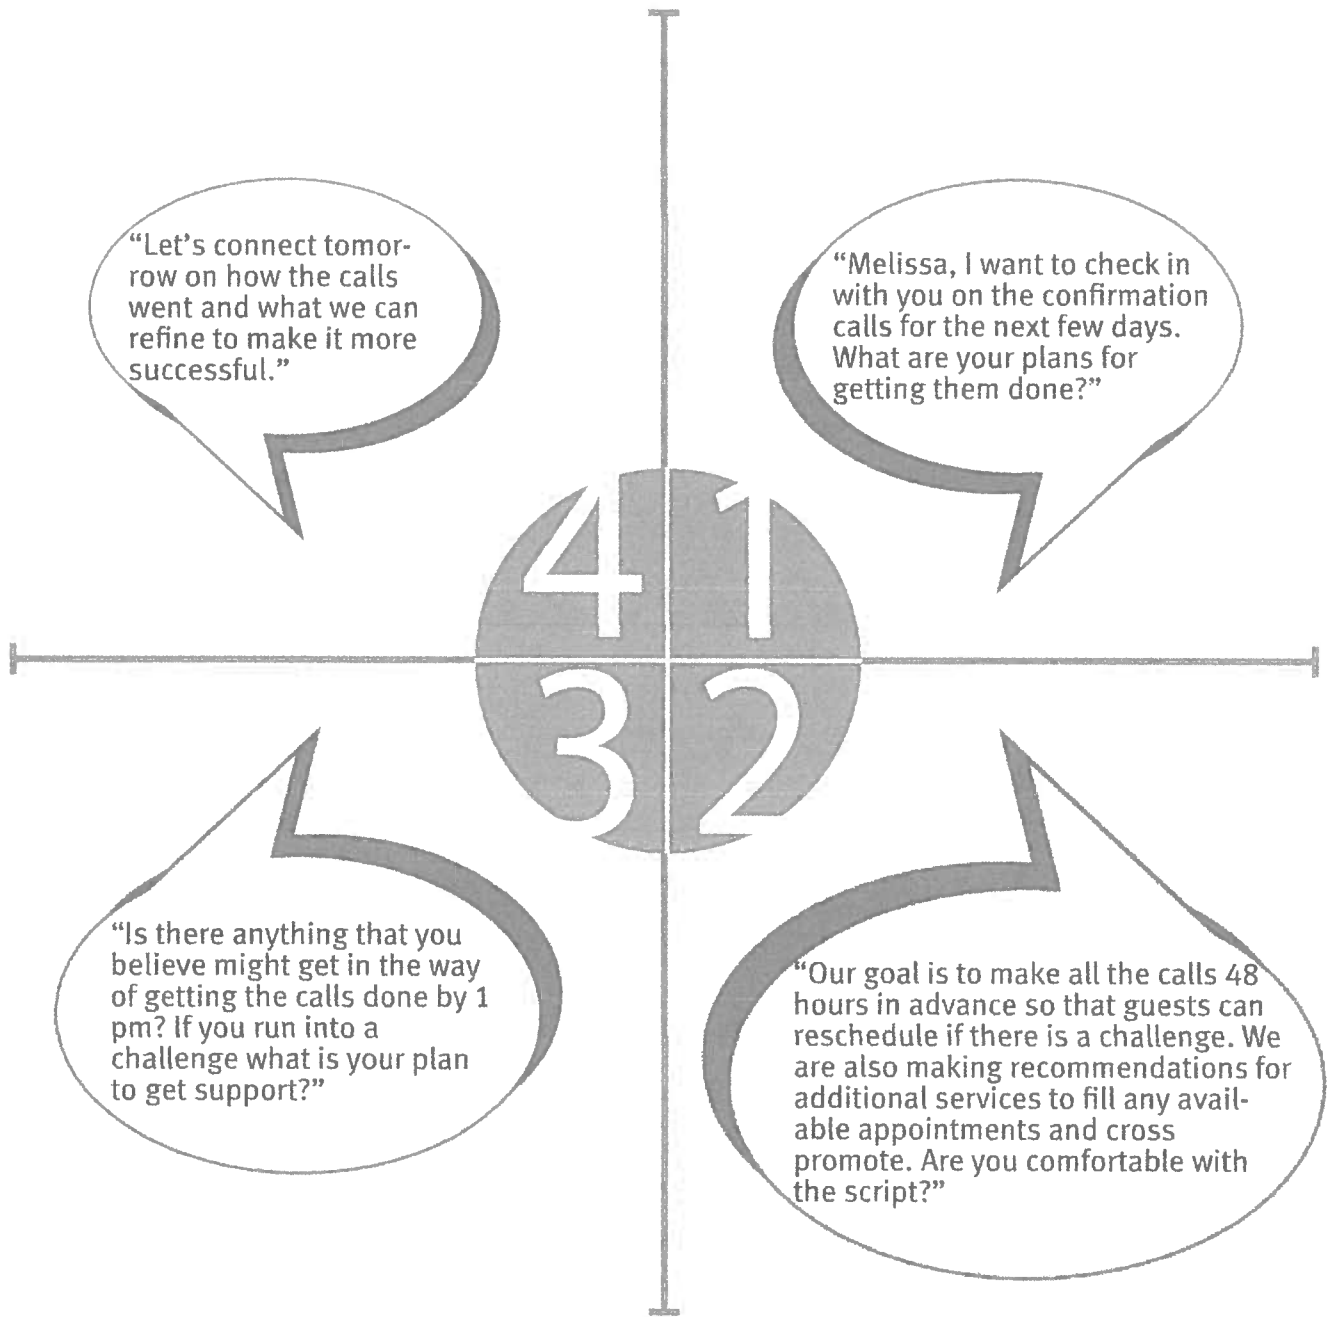 “Let’s connect tomor-
row on how the calls
went and what we can
refine to make it more
successful.”
“Melissa, I want to check in
with you on the confirmation
calls for the next few days.
What are your plans for
getting them done?”
4 1
3 2
“Is there anything that you
believe might get in the way
of getting the calls done by 1
pm? If you run into a
challenge what is your plan
to get support?”
“Our goal is to make all the calls 48
hours in advance so that guests can
reschedule if there is a challenge. We
are also making recommendations for
additional services to fill any avail-
able appointments and cross
promote. Are you comfortable with
the script?”